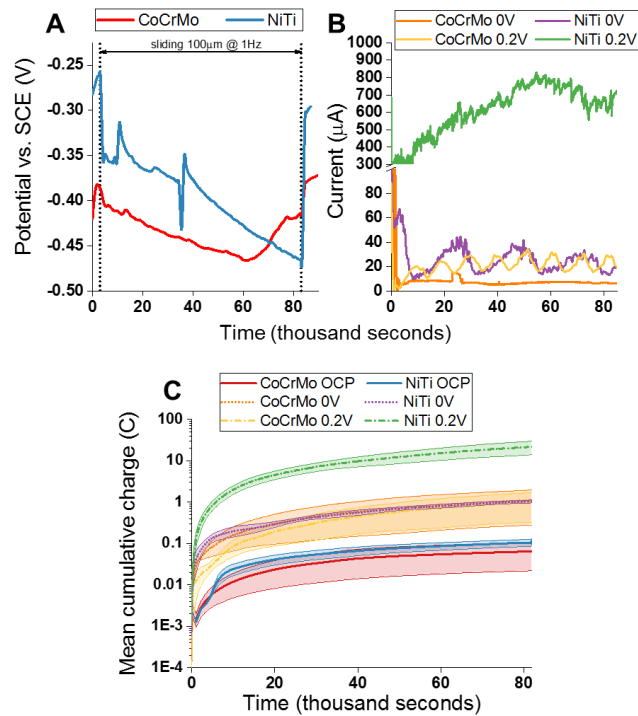 A
CoCrMo NiTi
sliding 100μm @ 1Hz
Potential vs. SCE (V)
-0.25
-0.30
-0.35
-0.40
-0.45
-0.50
0 20 40 60 80
B
CoCrMo 0V NiTi 0V
CoCrMo 0.2V NiTi 0.2V
Current (μA)
1000
900
800
700
600
500
400
300
80
60
40
20
0
0 20 40 60 80
Time (thousand seconds)
C
CoCrMo OCP NiTi OCP
CoCrMo 0V NiTi 0V
CoCrMo 0.2V NiTi 0.2V
Mean cumulative charge (C)
100
10
1
0.1
0.01
1E-3
1E-4
0 20 40 60 80
Time (thousand seconds)